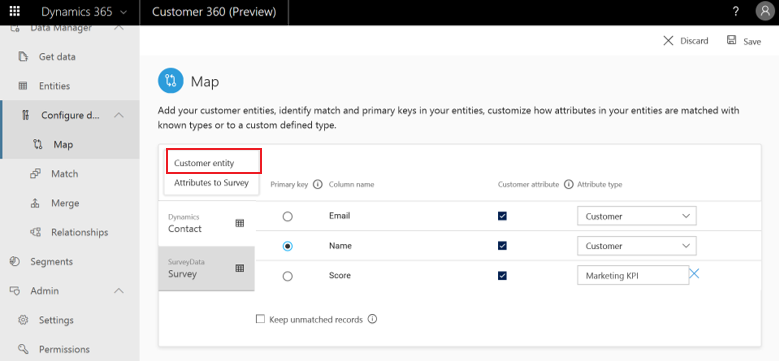 Dynamics 365
Customer 360 (Preview)
?
Data Manager
Get data
Entities
Configure d...
Map
Match
Merge
Relationships
Segments
Admin
Settings
Permissions
Discard
Save
Map
Add your customer entities, identify match and primary keys in your entities, customize how attributes in your entities are matched with
known types or to a custom defined type.
Customer entity
Attributes to Survey
Primary key
Column name
Customer attribute
Attribute type
Dynamics
Contact
SurveyData
Survey
Email
Customer
Name
Customer
Score
Marketing KPI
Keep unmatched records